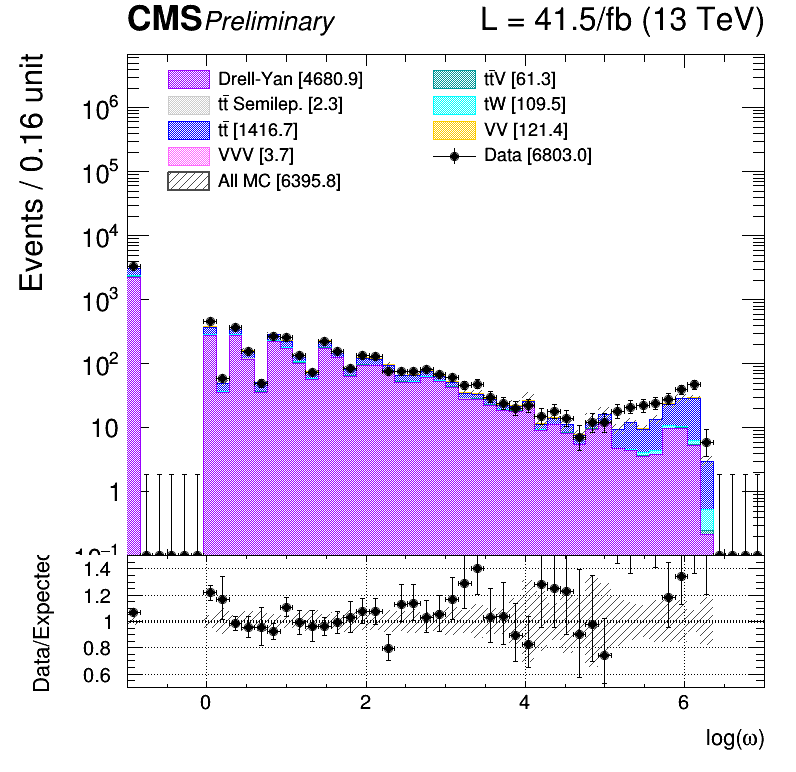 CMS Preliminary L = 41.5/fb (13 TeV)
Events / 0.16 unit
Drell-Yan [4680.9]
tt̄ Semilep. [2.3]
tt̄ [1416.7]
VVV [3.7]
All MC [6395.8]
tt̄V [61.3]
tW [109.5]
VV [121.4]
Data [6803.0]
10⁶
10⁵
10⁴
10³
10²
10
1
10⁻¹
Data/Expected
1.4
1.2
1
0.8
0.6
0 2 4 6
log(ω)